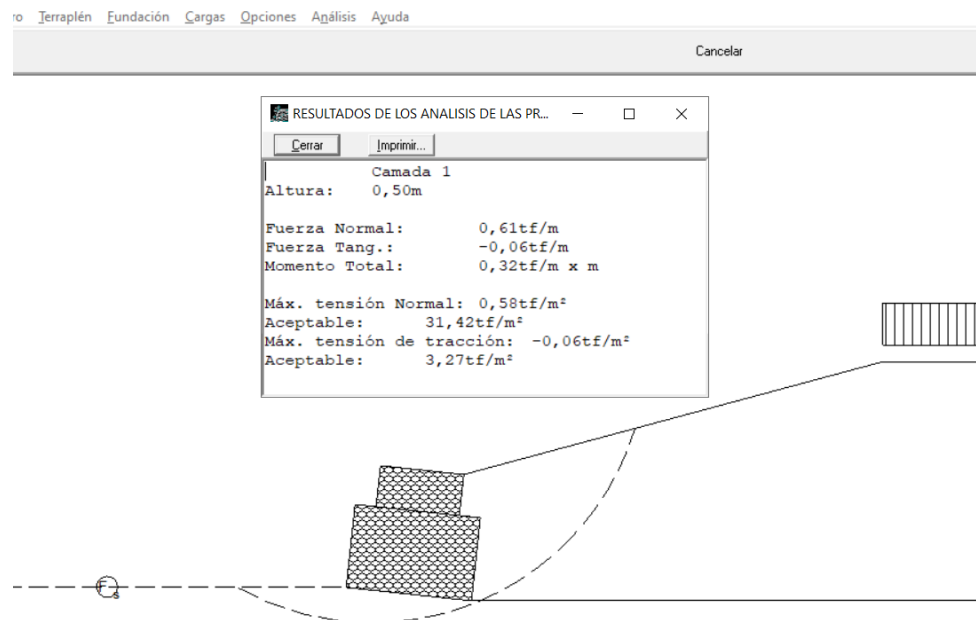 ro Terraplén Fundación Cargas Opciones Análisis Ayuda
Cancelar
RESULTADOS DE LOS ANALISIS DE LAS PR...
Cerrar Imprimir...
Camada 1
Altura: 0,50m
Fuerza Normal: 0,61tf/m
Fuerza Tang.: -0,06tf/m
Momento Total: 0,32tf/m x m
Máx. tensión Normal: 0,58tf/m²
Aceptable: 31,42tf/m²
Máx. tensión de tracción: -0,06tf/m²
Aceptable: 3,27tf/m²
F
s